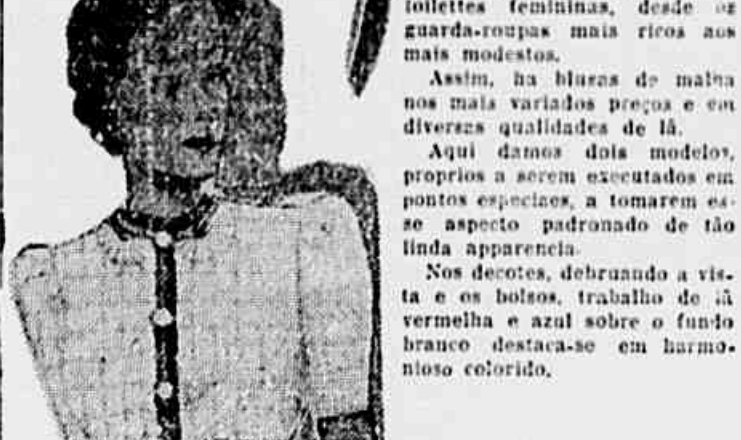 toilettes femininas, desde os
guarda-roupas mais ricos aos
mais modestos.
Assim, ha blusas de malha
nos mais variados preços e em
diversas qualidades de lã.
Aqui damos dois modelos,
proprios a serem executados em
pontos especiaes, a tomarem es-
se aspecto padronado de tão
linda apparencia.
Nos decotes, debruando a vis-
ta e os bolsos, trabalho de lã
vermelha e azul sobre o fundo
branco destaca-se em harmo-
nioso colorido.